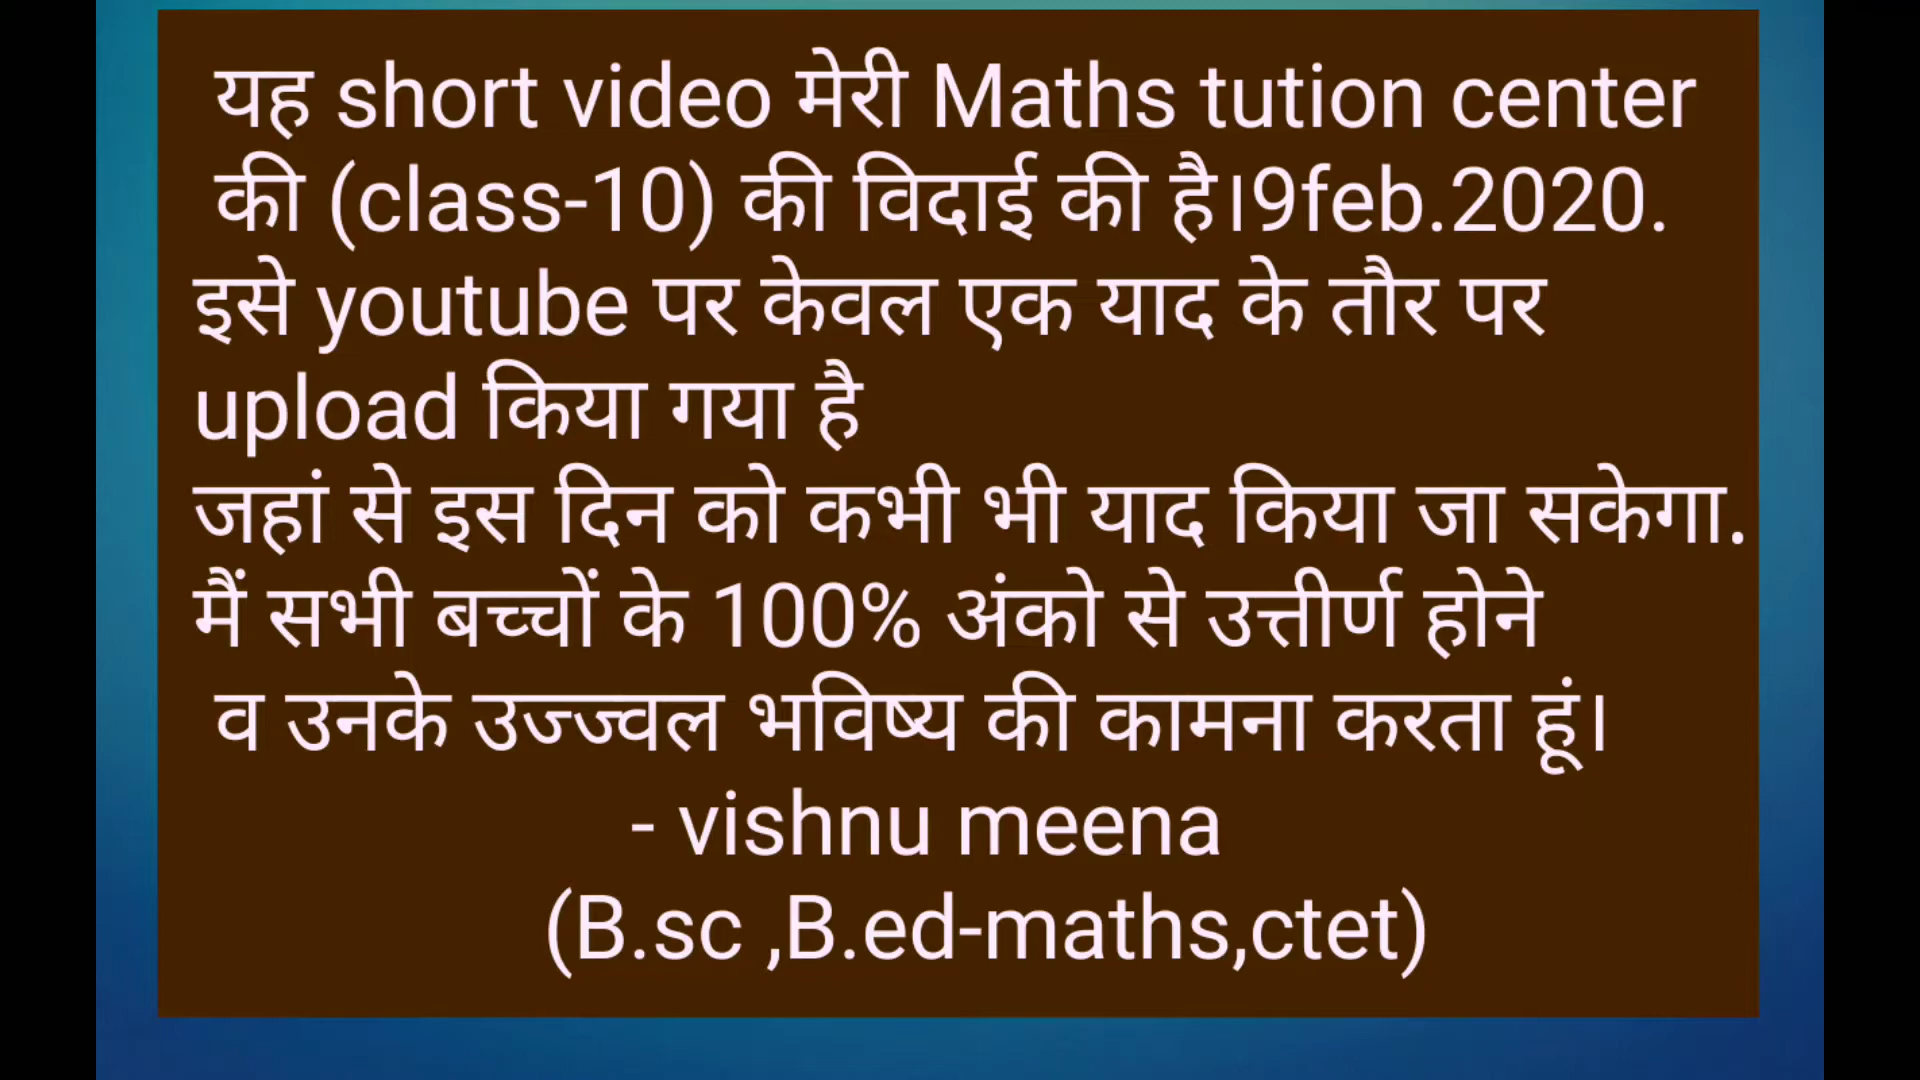 यह short video मेरी Maths tution center
की (class-10) की विदाई की है।9feb.2020.
इसे youtube पर केवल एक याद के तौर पर
upload किया गया है
जहां से इस दिन को कभी भी याद किया जा सकेगा.
मैं सभी बच्चों के 100% अंको से उत्तीर्ण होने
व उनके उज्ज्वल भविष्य की कामना करता हूं।
- vishnu meena
(B.sc ,B.ed-maths,ctet)